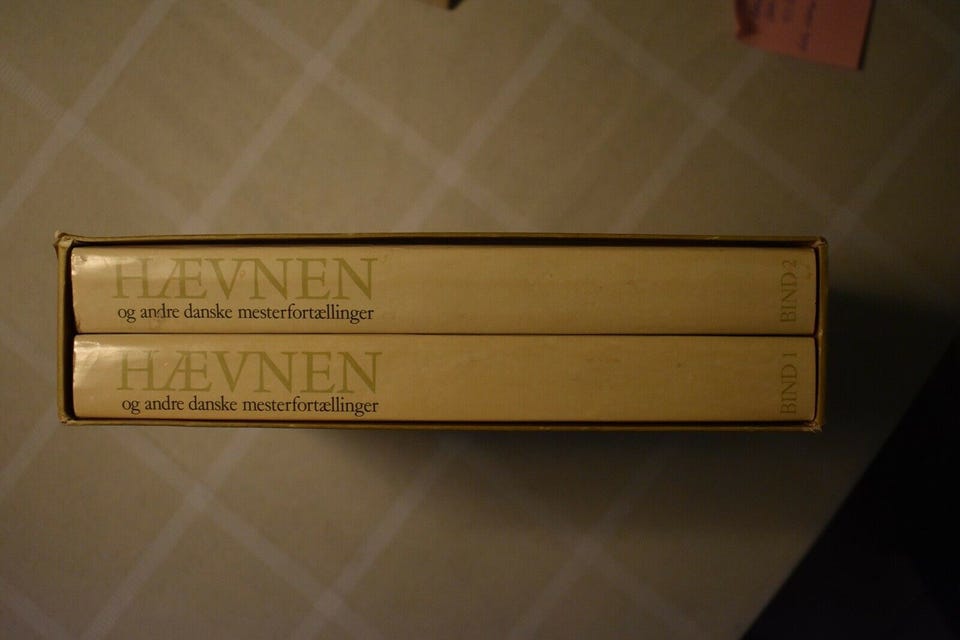 HÆVNEN
og andre danske mesterfortællinger
BIND 2
HÆVNEN
og andre danske mesterfortællinger
BIND 1